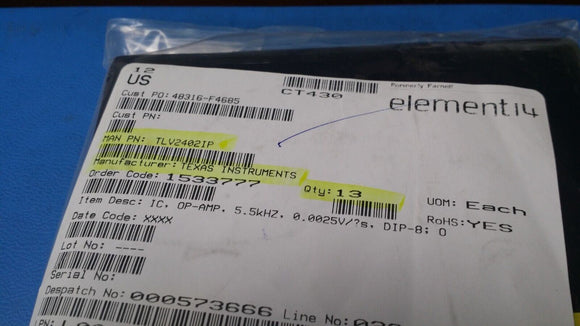 12
US
Formerly Farnell
CT430
element14
Cust PO: 48316-F4685
Cust PN:
MAN PN: TLV2402IP
Manufacturer: TEXAS INSTRUMENTS
Order Code: 1533777
Qty: 13
UOM: Each
Item Desc: IC, OP-AMP, 5.5kHZ, 0.0025V/?s, DIP-8; O
RoHS: YES
Date Code: XXXX
Lot No: ----
Serial No:
Despatch No: 000573666 Line No: